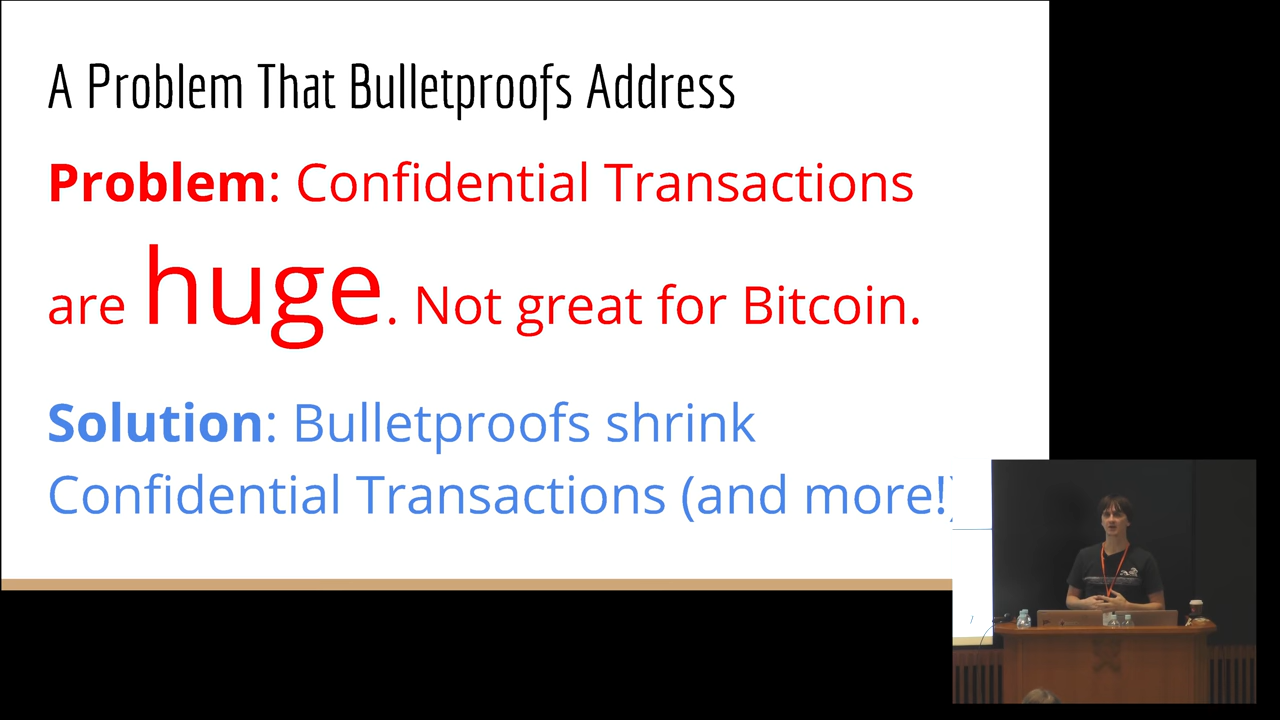 A Problem That Bulletproofs Address
Problem: Confidential Transactions
are huge. Not great for Bitcoin.
Solution: Bulletproofs shrink
Confidential Transactions (and more!)